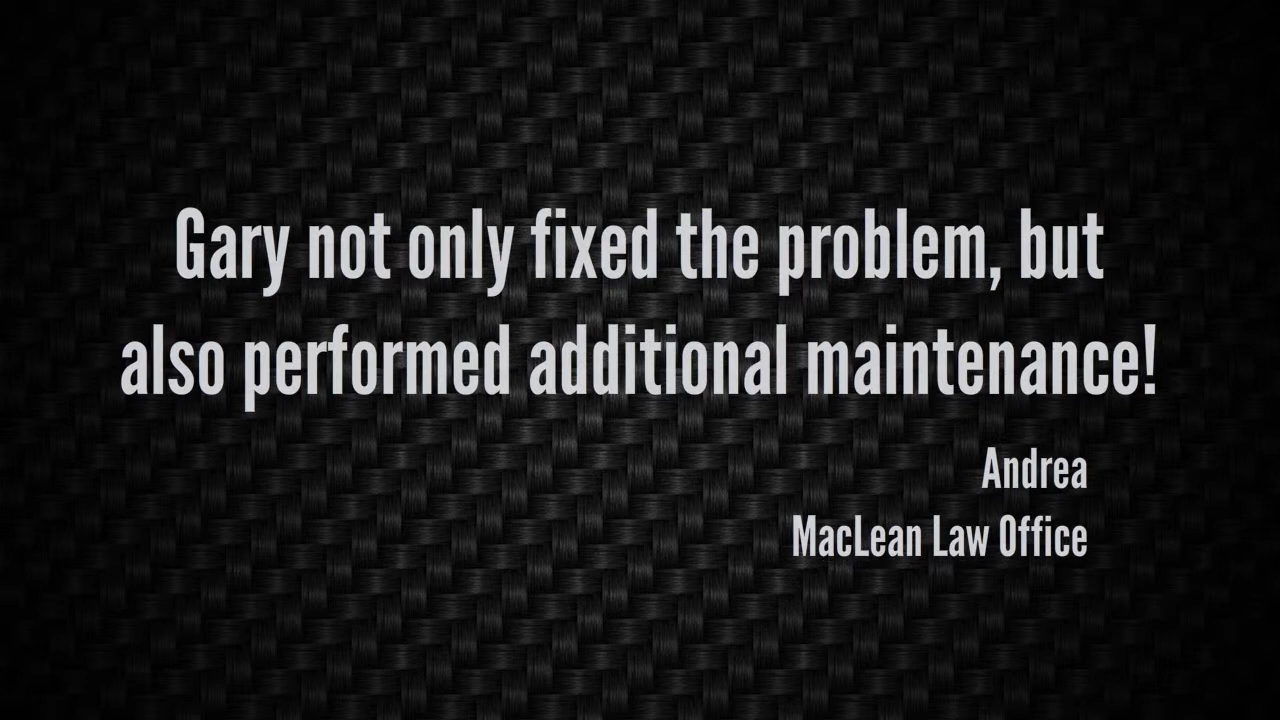 Gary not only fixed the problem, but
also performed additional maintenance!
Andrea
MacLean Law Office